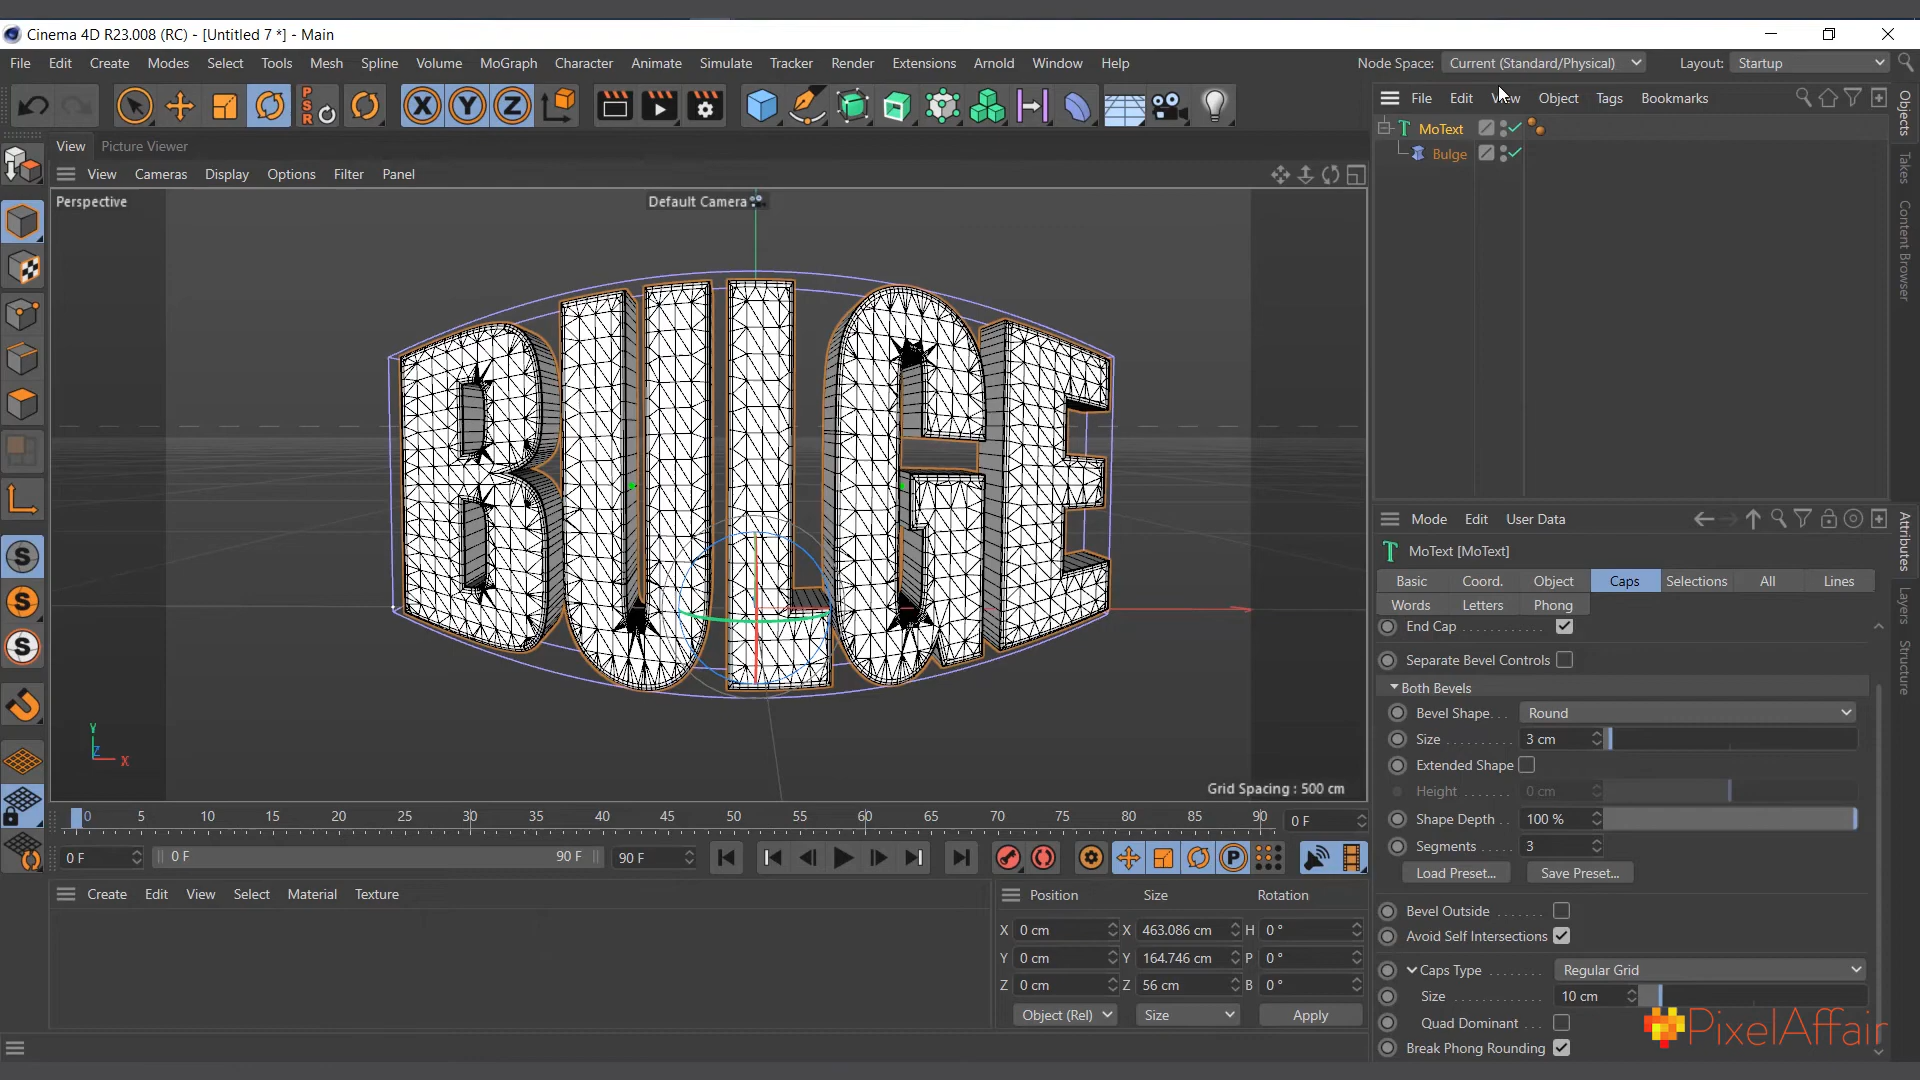 Cinema 4D R23.008 (RC) - [Untitled 7 *] - Main
File Edit Create Modes Select Tools Mesh Spline Volume MoGraph Character Animate Simulate Tracker Render Extensions Arnold Window Help Node Space: Current (Standard/Physical) Layout: Startup
PSR
X Y Z
File Edit View Object Tags Bookmarks
MoText
Bulge
Objects
Takes
Content Browser
View Picture Viewer
View Cameras Display Options Filter Panel
Perspective
Default Camera
BULGE
Y
Z
X
Grid Spacing : 500 cm
Mode Edit User Data
MoText [MoText]
Basic Coord. Object Caps Selections All Lines
Words Letters Phong
End Cap
Separate Bevel Controls
Both Bevels
Bevel Shape Round
Size 3 cm
Extended Shape
Height 0 cm
Shape Depth 100 %
Segments 3
Load Preset... Save Preset...
Bevel Outside
Avoid Self Intersections
Caps Type Regular Grid
Size 10 cm
Quad Dominant
Break Phong Rounding
Attributes
Layers
Structure
0 5 10 15 20 25 30 35 40 45 50 55 60 65 70 75 80 85 90 0 F
0 F 0 F 90 F 90 F
P
Create Edit View Select Material Texture
Position Size Rotation
X 0 cm X 463.086 cm H 0 °
Y 0 cm Y 164.746 cm P 0 °
Z 0 cm Z 56 cm B 0 °
Object (Rel) Size Apply
S
S
S
PixelAffair